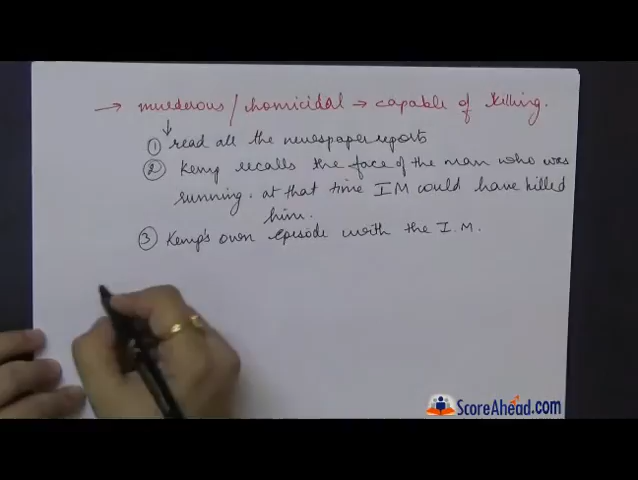 → murderous / homicidal → capable of killing.
① read all the newspaper reports
② Kemp recalls the face of the man who was
running. at that time IM could have killed
him.
③ Kemp's own episode with the I.M.
ScoreAhead.com